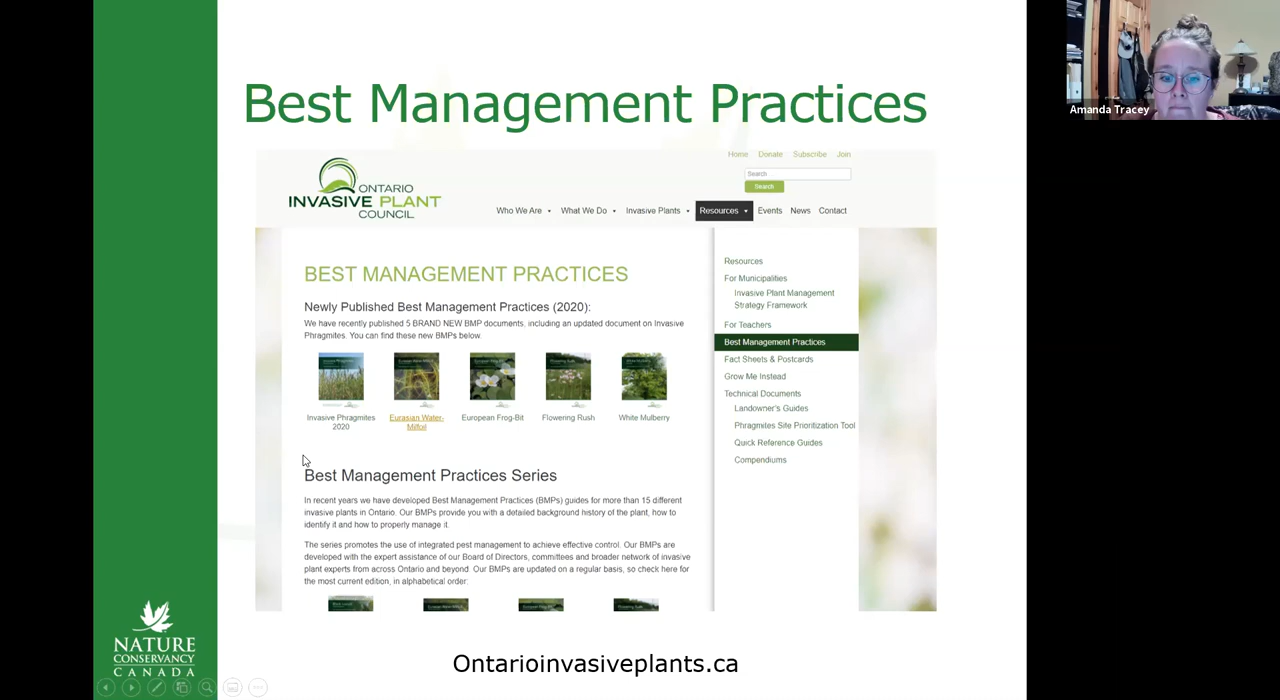 Best Management Practices
Amanda Tracey
ONTARIO
INVASIVE PLANT
COUNCIL
Home Donate Subscribe Join
Search
Search
Who We Are What We Do Invasive Plants Resources Events News Contact
BEST MANAGEMENT PRACTICES
Newly Published Best Management Practices (2020):
We have recently published 5 BRAND NEW BMP documents, including an updated document on Invasive
Phragmites. You can find these new BMPs below.
Invasive Phragmites
2020
Eurasian Water-
Milfoil
European Frog-Bit
Flowering Rush
White Mulberry
Best Management Practices Series
In recent years we have developed Best Management Practices (BMPs) guides for more than 15 different
invasive plants in Ontario. Our BMPs provide you with a detailed background history of the plant, how to
identify it and how to properly manage it.
The series promotes the use of integrated pest management to achieve effective control. Our BMPs are
developed with the expert assistance of our Board of Directors, committees and broader network of invasive
plant experts from across Ontario and beyond. Our BMPs are updated on a regular basis, so check here for
the most current edition, in alphabetical order:
Resources
For Municipalities
Invasive Plant Management
Strategy Framework
For Teachers
Best Management Practices
Fact Sheets & Postcards
Grow Me Instead
Technical Documents
Landowner's Guides
Phragmites Site Prioritization Tool
Quick Reference Guides
Compendiums
NATURE
CONSERVANCY
CANADA
Ontarioinvasiveplants.ca